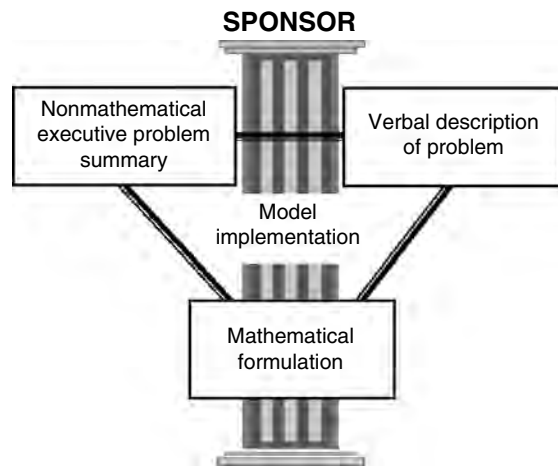 SPONSOR
Nonmathematical
executive problem
summary
Verbal description
of problem
Model
implementation
Mathematical
formulation